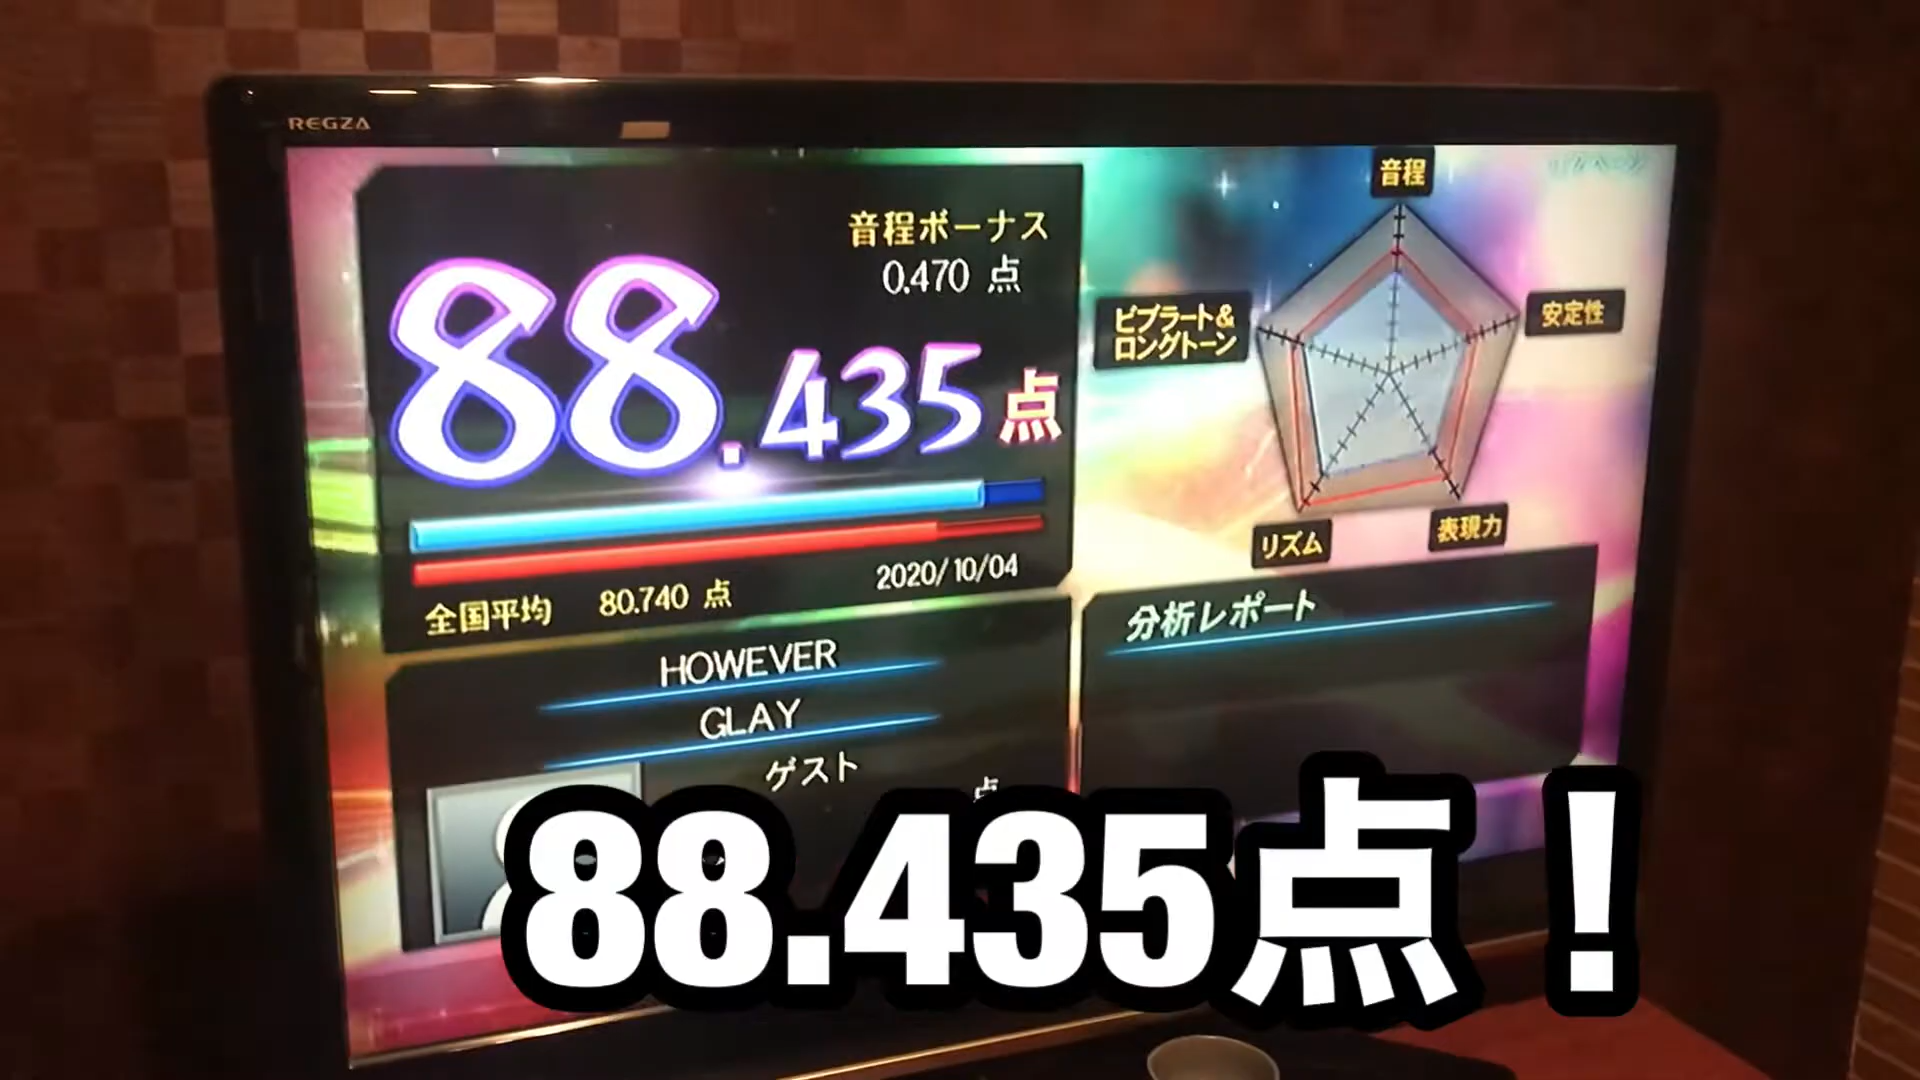 REGZA
音程ボーナス
0.470 点
88.435点
全国平均 80.740 点
2020/10/04
HOWEVER
GLAY
ゲスト
点
音程
安定性
表現力
リズム
ビブラート&
ロングトーン
分析レポート
88.435点！